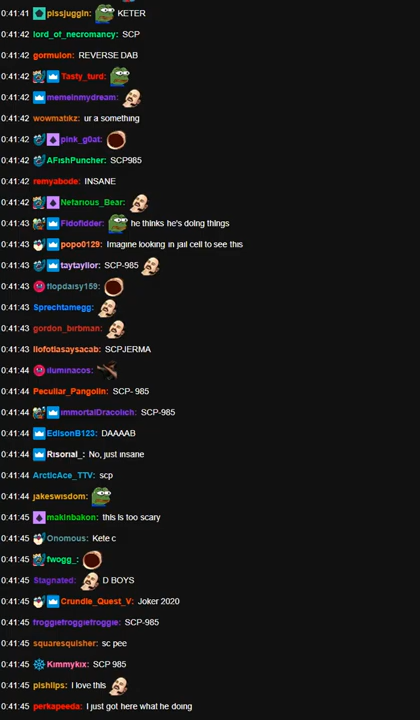 0:41:41 pissjuggin: KETER
0:41:42 lord_of_necromancy: SCP
0:41:42 gormulon: REVERSE DAB
0:41:42 Tasty_turd:
0:41:42 memeinmydream:
0:41:42 wowmatikz: ur a something
0:41:42 pink_g0at:
0:41:42 AFishPuncher: SCP985
0:41:42 remyabode: INSANE
0:41:42 Nefarious_Bear:
0:41:43 Fidofidder: he thinks he's doing things
0:41:43 popo0129: Imagine looking in jail cell to see this
0:41:43 taytayllor: SCP-985
0:41:43 flopdaisy159:
0:41:43 Sprechtamegg:
0:41:43 gordon_birbman:
0:41:43 llofotlasaysacab: SCPJERMA
0:41:44 iluminacos:
0:41:44 Peculiar_Pangolin: SCP- 985
0:41:44 immortalDracolich: SCP-985
0:41:44 EdisonB123: DAAAAB
0:41:44 Risorial_: No, just insane
0:41:44 ArcticAce_TTV: scp
0:41:44 jakeswisdom:
0:41:45 makinbakon: this is too scary
0:41:45 Onomous: Kete c
0:41:45 fwogg_:
0:41:45 Stagnated: D BOYS
0:41:45 Crundle_Quest_V: Joker 2020
0:41:45 froggiefroggiefroggie: SCP-985
0:41:45 squaresquisher: sc pee
0:41:45 Kimmykix: SCP 985
0:41:45 pishlips: I love this
0:41:45 perkapeeda: I just got here what he doing